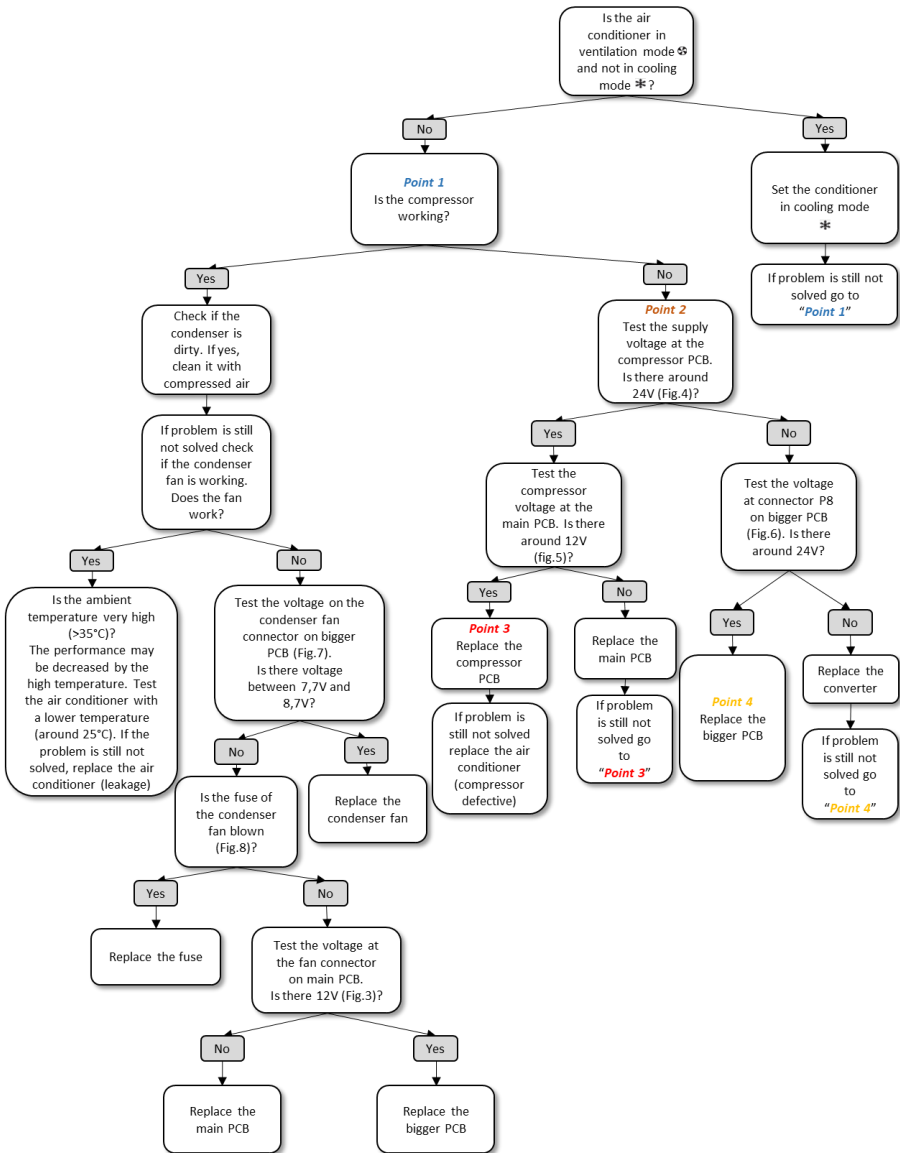 Is the air
conditioner in
ventilation mode
and not in cooling
mode * ?
No
Yes
Point 1
Is the compressor
working?
Set the conditioner
in cooling mode
*
Yes
No
If problem is still not
solved go to
“Point 1”
Check if the
condenser is
dirty. If yes,
clean it with
compressed air
Point 2
Test the supply
voltage at the
compressor PCB.
Is there around
24V (Fig.4)?
If problem is still
not solved check
if the condenser
fan is working.
Does the fan
work?
Yes
No
Test the
compressor
voltage at the
main PCB. Is there
around 12V
(fig.5)?
Test the voltage
at connector P8
on bigger PCB
(Fig.6). Is there
around 24V?
Yes
No
Is the ambient
temperature very high
(>35°C)?
The performance may
be decreased by the
high temperature. Test
the air conditioner with
a lower temperature
(around 25°C). If the
problem is still not
solved, replace the air
conditioner (leakage)
Test the voltage on the
condenser fan
connector on bigger
PCB (Fig.7).
Is there voltage
between 7,7V and
8,7V?
Yes
No
Yes
No
Point 3
Replace the
compressor
PCB
Replace the
main PCB
Point 4
Replace the
bigger PCB
Replace the
converter
If problem is
still not solved
replace the air
conditioner
(compressor
defective)
If problem
is still not
solved go
to
“Point 3”
If problem
is still not
solved go
to
“Point 4”
No
Yes
Is the fuse of
the condenser
fan blown
(Fig.8)?
Replace the
condenser fan
Yes
No
Replace the fuse
Test the voltage at
the fan connector
on main PCB.
Is there 12V (Fig.3)?
No
Yes
Replace the
main PCB
Replace the
bigger PCB